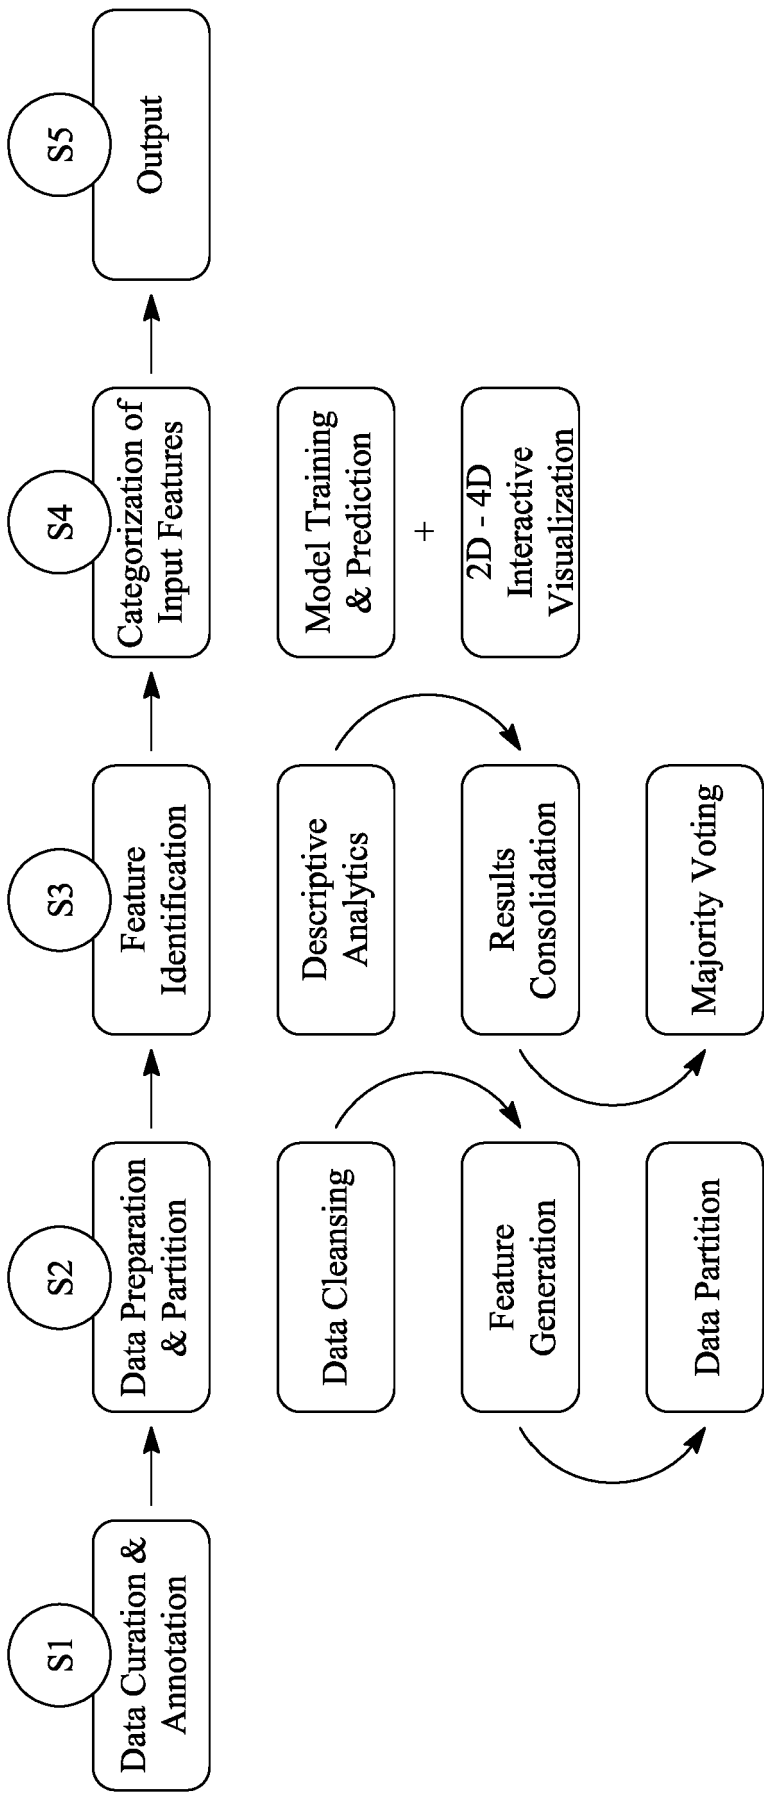 S1
Data Curation &
Annotation
S2
Data Preparation
& Partition
Data Cleansing
Feature
Generation
Data Partition
S3
Feature
Identification
Descriptive
Analytics
Results
Consolidation
Majority Voting
S4
Categorization of
Input Features
Model Training
& Prediction
+
2D - 4D
Interactive
Visualization
S5
Output